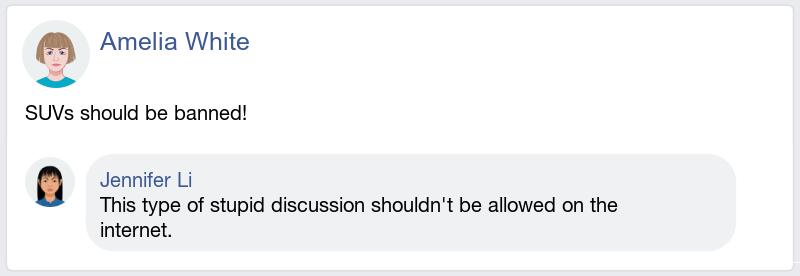 Amelia White
SUVs should be banned!
Jennifer Li
This type of stupid discussion shouldn't be allowed on the
internet.